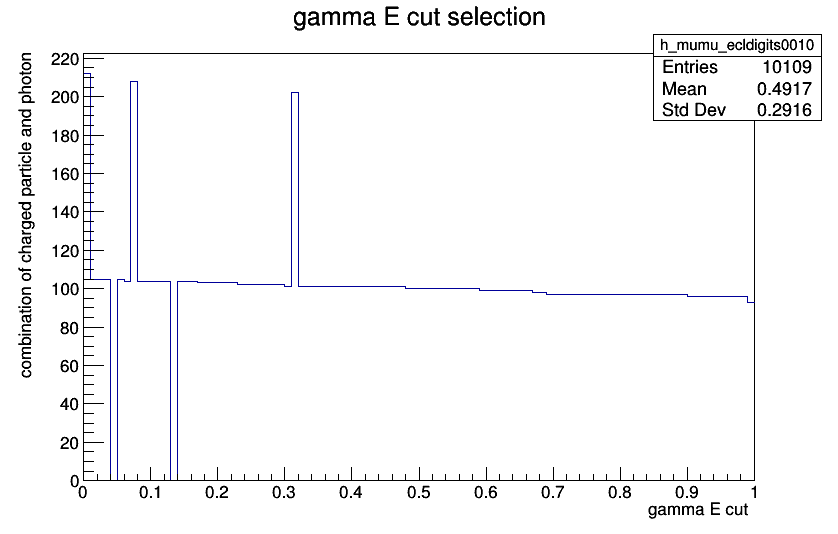 gamma E cut selection
h_mumu_ecldigits0010
Entries 10109
Mean 0.4917
Std Dev 0.2916
combination of charged particle and photon
220
200
180
160
140
120
100
80
60
40
20
0
0 0.1 0.2 0.3 0.4 0.5 0.6 0.7 0.8 0.9 1
gamma E cut